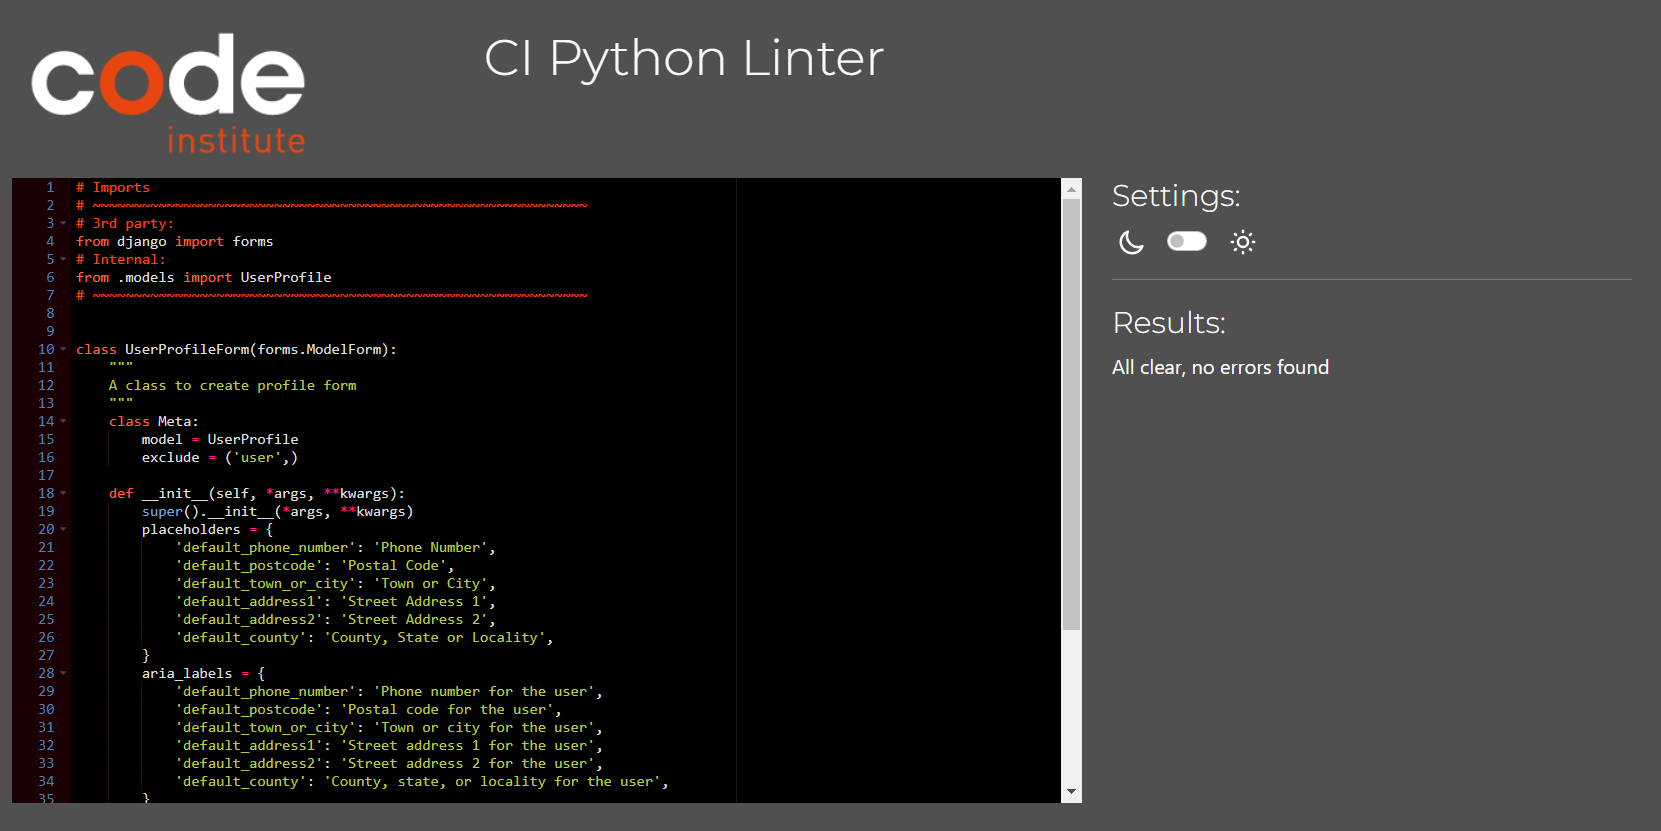 code
institute
CI Python Linter
1 # Imports
2 # ~~~~~~~~~~~~~~~~~~~~~~~~~~~~~~~~~~~~~~~~~~~~~~~~~~~~~~~~~~~~
3 # 3rd party:
4 from django import forms
5 # Internal:
6 from .models import UserProfile
7 # ~~~~~~~~~~~~~~~~~~~~~~~~~~~~~~~~~~~~~~~~~~~~~~~~~~~~~~~~~~~~
8
9
10 class UserProfileForm(forms.ModelForm):
11     """
12     A class to create profile form
13     """
14     class Meta:
15         model = UserProfile
16         exclude = ('user',)
17
18     def __init__(self, *args, **kwargs):
19         super().__init__(*args, **kwargs)
20         placeholders = {
21             'default_phone_number': 'Phone Number',
22             'default_postcode': 'Postal Code',
23             'default_town_or_city': 'Town or City',
24             'default_address1': 'Street Address 1',
25             'default_address2': 'Street Address 2',
26             'default_county': 'County, State or Locality',
27         }
28         aria_labels = {
29             'default_phone_number': 'Phone number for the user',
30             'default_postcode': 'Postal code for the user',
31             'default_town_or_city': 'Town or city for the user',
32             'default_address1': 'Street address 1 for the user',
33             'default_address2': 'Street address 2 for the user',
34             'default_county': 'County, state, or locality for the user',
35         }
Settings:
Results:
All clear, no errors found